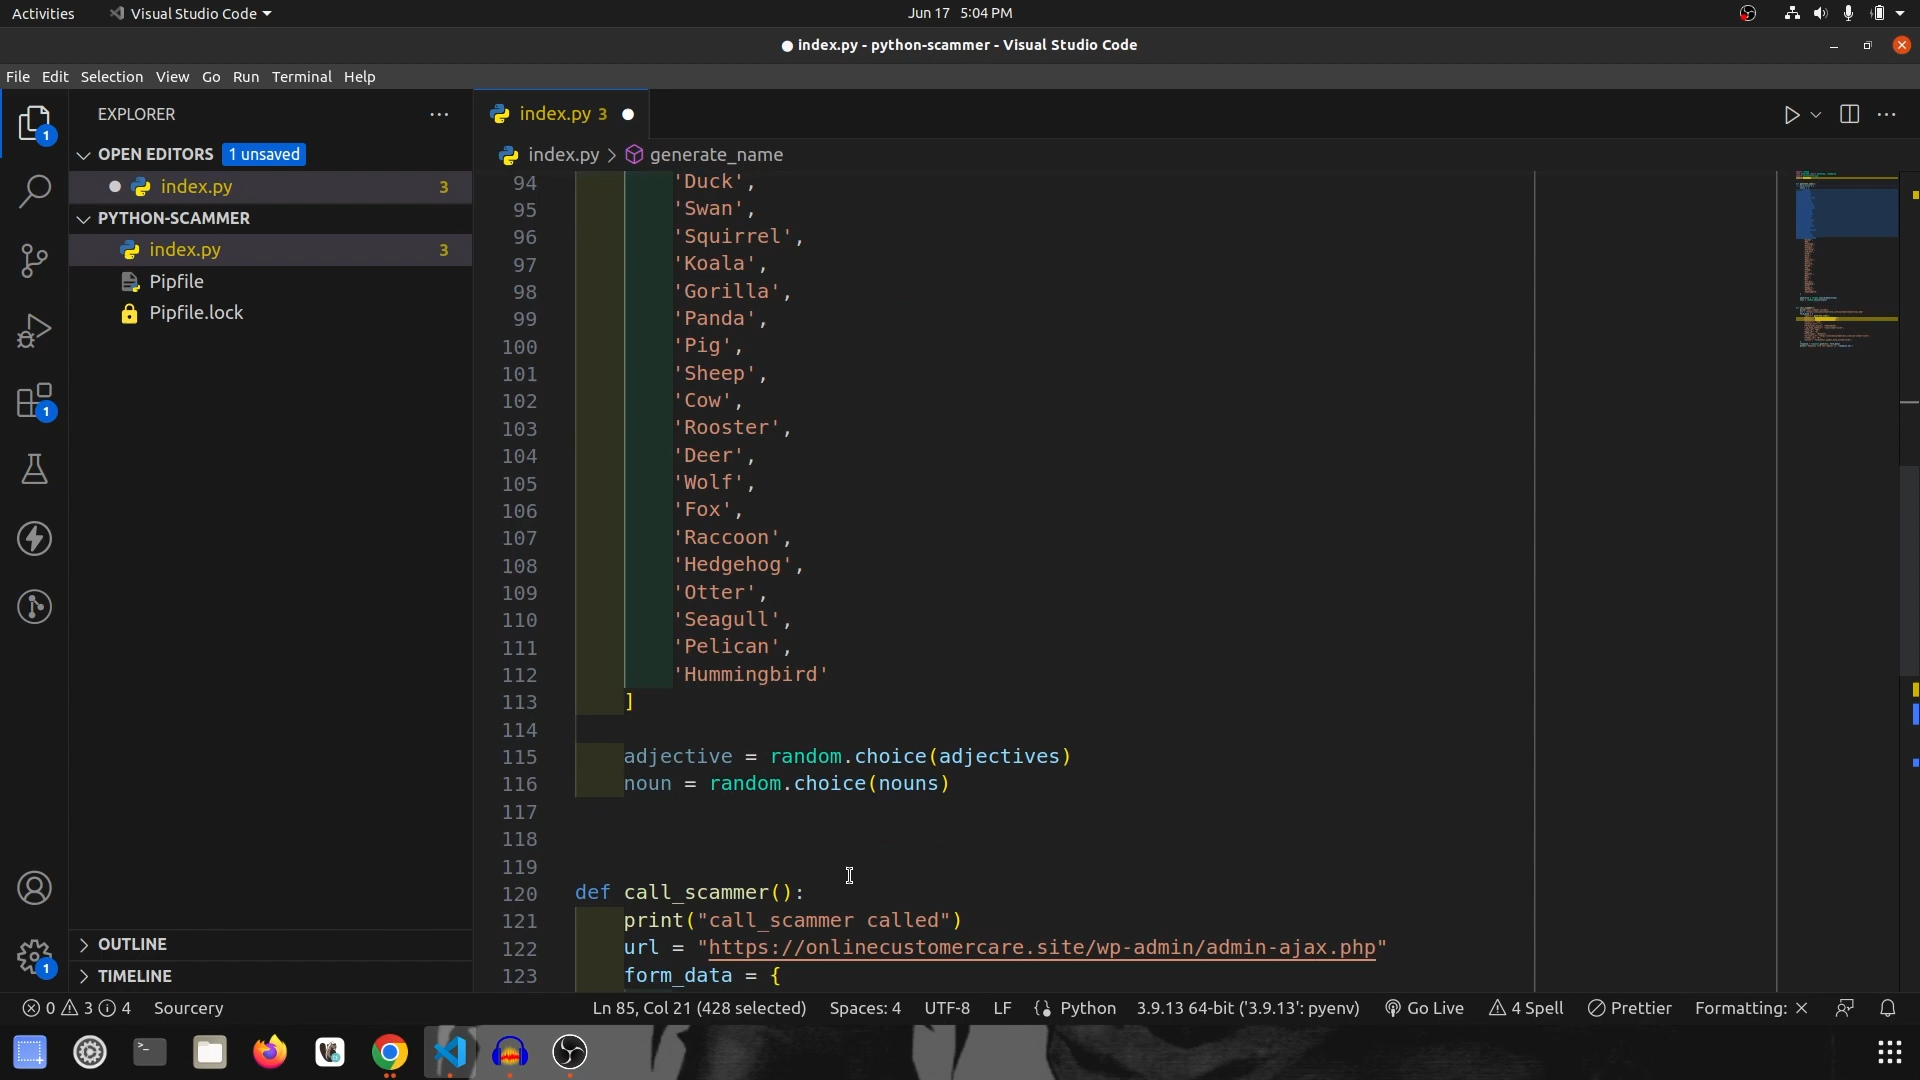 Activities
Visual Studio Code
Jun 17 5:04 PM
● index.py - python-scammer - Visual Studio Code
File Edit Selection View Go Run Terminal Help
EXPLORER
OPEN EDITORS 1 unsaved
index.py 3
PYTHON-SCAMMER
index.py 3
Pipfile
Pipfile.lock
OUTLINE
TIMELINE
1
1
1
index.py 3
index.py > generate_name
94 'Duck',
95 'Swan',
96 'Squirrel',
97 'Koala',
98 'Gorilla',
99 'Panda',
100 'Pig',
101 'Sheep',
102 'Cow',
103 'Rooster',
104 'Deer',
105 'Wolf',
106 'Fox',
107 'Raccoon',
108 'Hedgehog',
109 'Otter',
110 'Seagull',
111 'Pelican',
112 'Hummingbird'
113 ]
114
115 adjective = random.choice(adjectives)
116 noun = random.choice(nouns)
117
118
119
120 def call_scammer():
121 print("call_scammer called")
122 url = "https://onlinecustomercare.site/wp-admin/admin-ajax.php"
123 form_data = {
0 3 4 Sourcery Ln 85, Col 21 (428 selected) Spaces: 4 UTF-8 LF Python 3.9.13 64-bit ('3.9.13': pyenv) Go Live 4 Spell Prettier Formatting: ×